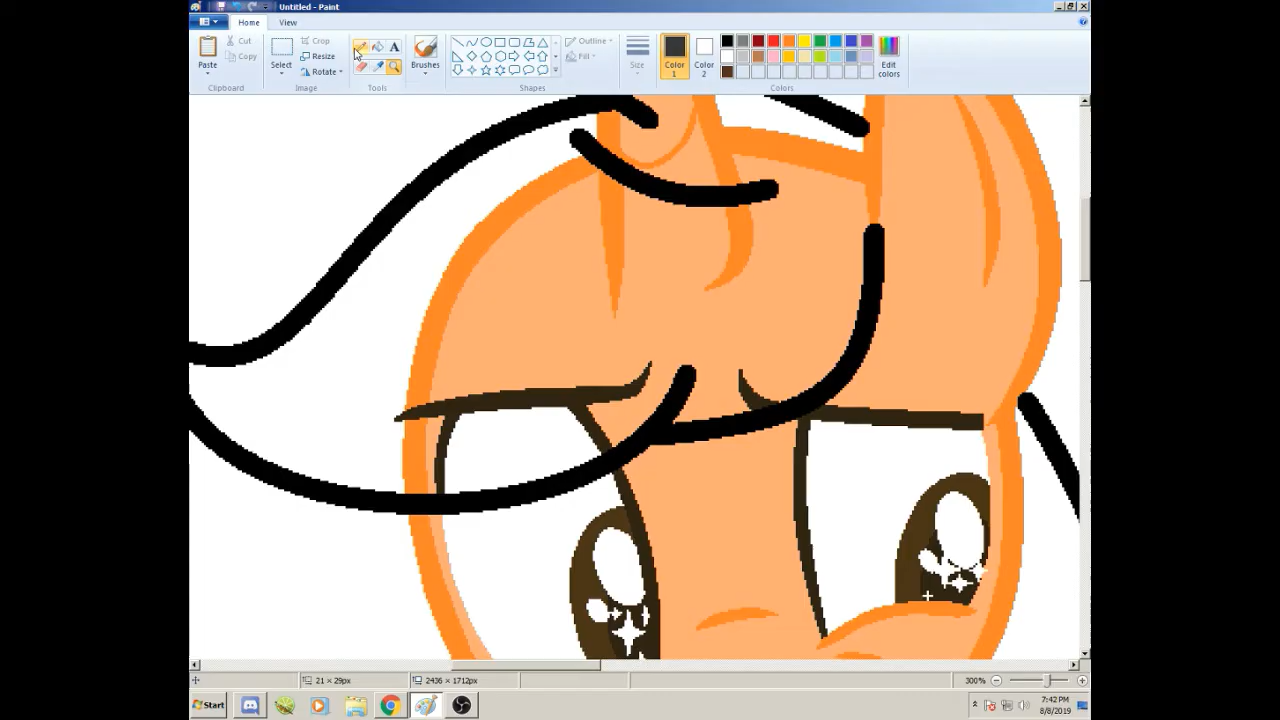 Untitled - Paint
Home View
Paste
Cut
Copy
Clipboard
Select
Crop
Resize
Rotate
Image
A
Tools
Brushes
Outline
Fill
Shapes
Size
Color 1
Color 2
Edit colors
Colors
21 × 29px
2436 × 1712px
300%
Start
7:42 PM
8/8/2019